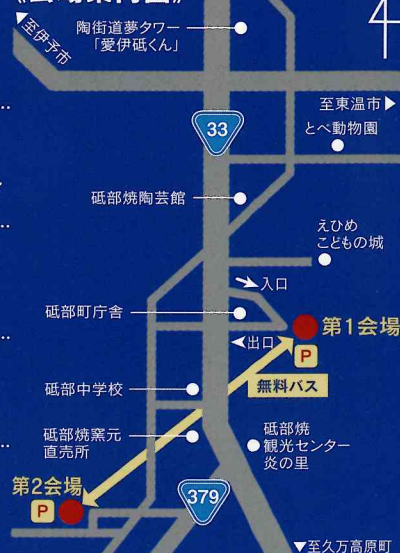 至伊予市
陶街道夢タワー
「愛伊砥くん」
至東温市▶
33
とべ動物園
砥部焼陶芸館
えひめ
こどもの城
入口
砥部町庁舎
第1会場
出口
P
無料バス
砥部中学校
砥部焼窯元
直売所
砥部焼
観光センター
炎の里
第2会場
P
379
▼至久万高原町